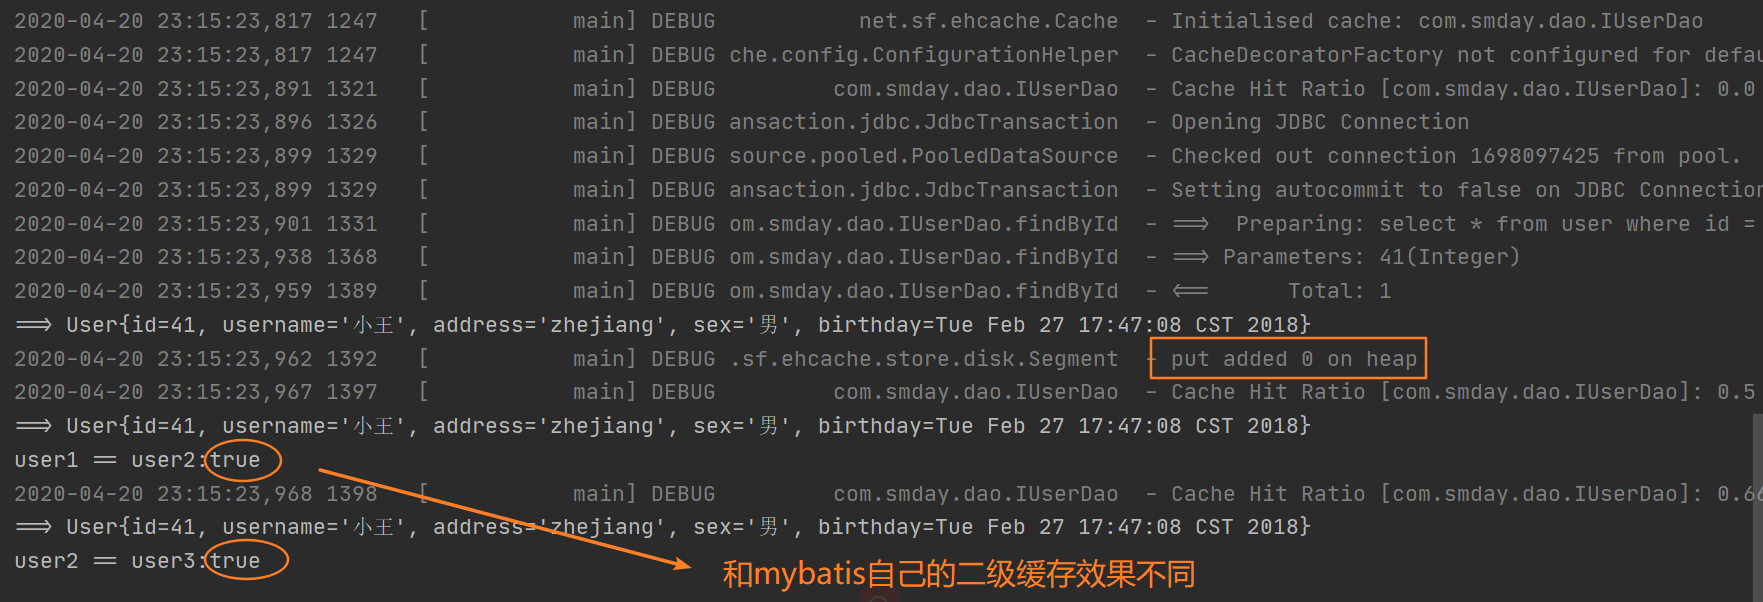 2020-04-20 23:15:23,817 1247   [           main] DEBUG           net.sf.ehcache.Cache  - Initialised cache: com.smday.dao.IUserDao
2020-04-20 23:15:23,817 1247   [           main] DEBUG che.config.ConfigurationHelper  - CacheDecoratorFactory not configured for defau
2020-04-20 23:15:23,891 1321   [           main] DEBUG         com.smday.dao.IUserDao  - Cache Hit Ratio [com.smday.dao.IUserDao]: 0.0
2020-04-20 23:15:23,896 1326   [           main] DEBUG ansaction.jdbc.JdbcTransaction  - Opening JDBC Connection
2020-04-20 23:15:23,899 1329   [           main] DEBUG source.pooled.PooledDataSource  - Checked out connection 1698097425 from pool.
2020-04-20 23:15:23,899 1329   [           main] DEBUG ansaction.jdbc.JdbcTransaction  - Setting autocommit to false on JDBC Connection
2020-04-20 23:15:23,901 1331   [           main] DEBUG om.smday.dao.IUserDao.findById  - ==>  Preparing: select * from user where id =
2020-04-20 23:15:23,938 1368   [           main] DEBUG om.smday.dao.IUserDao.findById  - ==> Parameters: 41(Integer)
2020-04-20 23:15:23,959 1389   [           main] DEBUG om.smday.dao.IUserDao.findById  - <==      Total: 1
==> User{id=41, username='小王', address='zhejiang', sex='男', birthday=Tue Feb 27 17:47:08 CST 2018}
2020-04-20 23:15:23,962 1392   [           main] DEBUG .sf.ehcache.store.disk.Segment  - put added 0 on heap
2020-04-20 23:15:23,967 1397   [           main] DEBUG         com.smday.dao.IUserDao  - Cache Hit Ratio [com.smday.dao.IUserDao]: 0.5
==> User{id=41, username='小王', address='zhejiang', sex='男', birthday=Tue Feb 27 17:47:08 CST 2018}
user1 == user2:true
2020-04-20 23:15:23,968 1398   [           main] DEBUG         com.smday.dao.IUserDao  - Cache Hit Ratio [com.smday.dao.IUserDao]: 0.66
==> User{id=41, username='小王', address='zhejiang', sex='男', birthday=Tue Feb 27 17:47:08 CST 2018}
user2 == user3:true
和mybatis自己的二级缓存效果不同